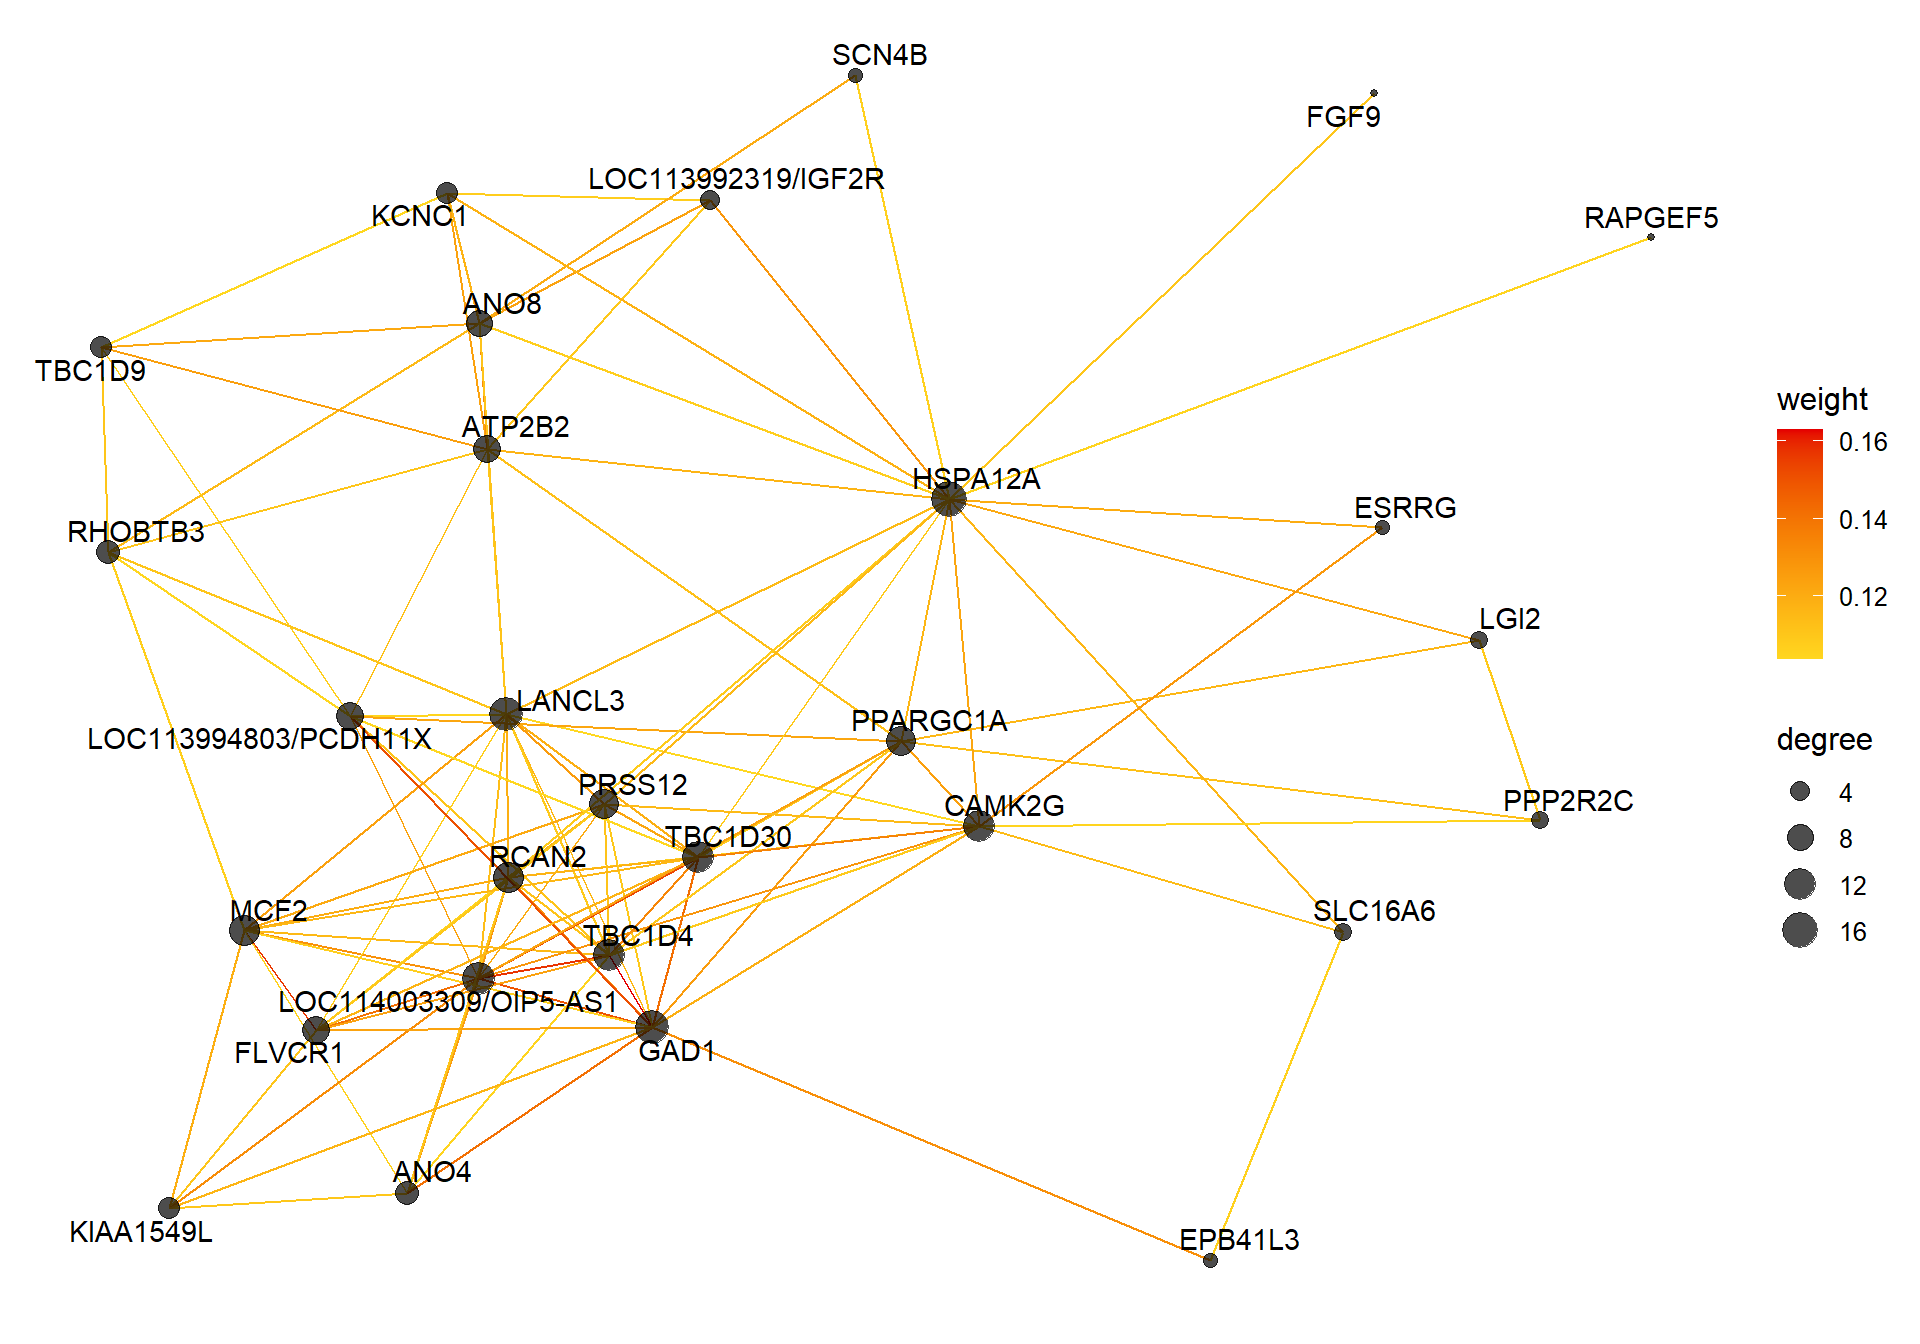 SCN4B
FGF9
LOC113992319/IGF2R
KCNC1
RAPGEF5
ANO8
TBC1D9
ATP2B2
HSPA12A
ESRRG
RHOBTB3
LGI2
LANCL3
PPARGC1A
LOC113994803/PCDH11X
PRSS12
CAMK2G
PPP2R2C
TBC1D30
RCAN2
MCF2
SLC16A6
TBC1D4
LOC114003309/OIP5-AS1
FLVCR1
GAD1
ANO4
KIAA1549L
EPB41L3
weight
0.16
0.14
0.12
degree
4
8
12
16